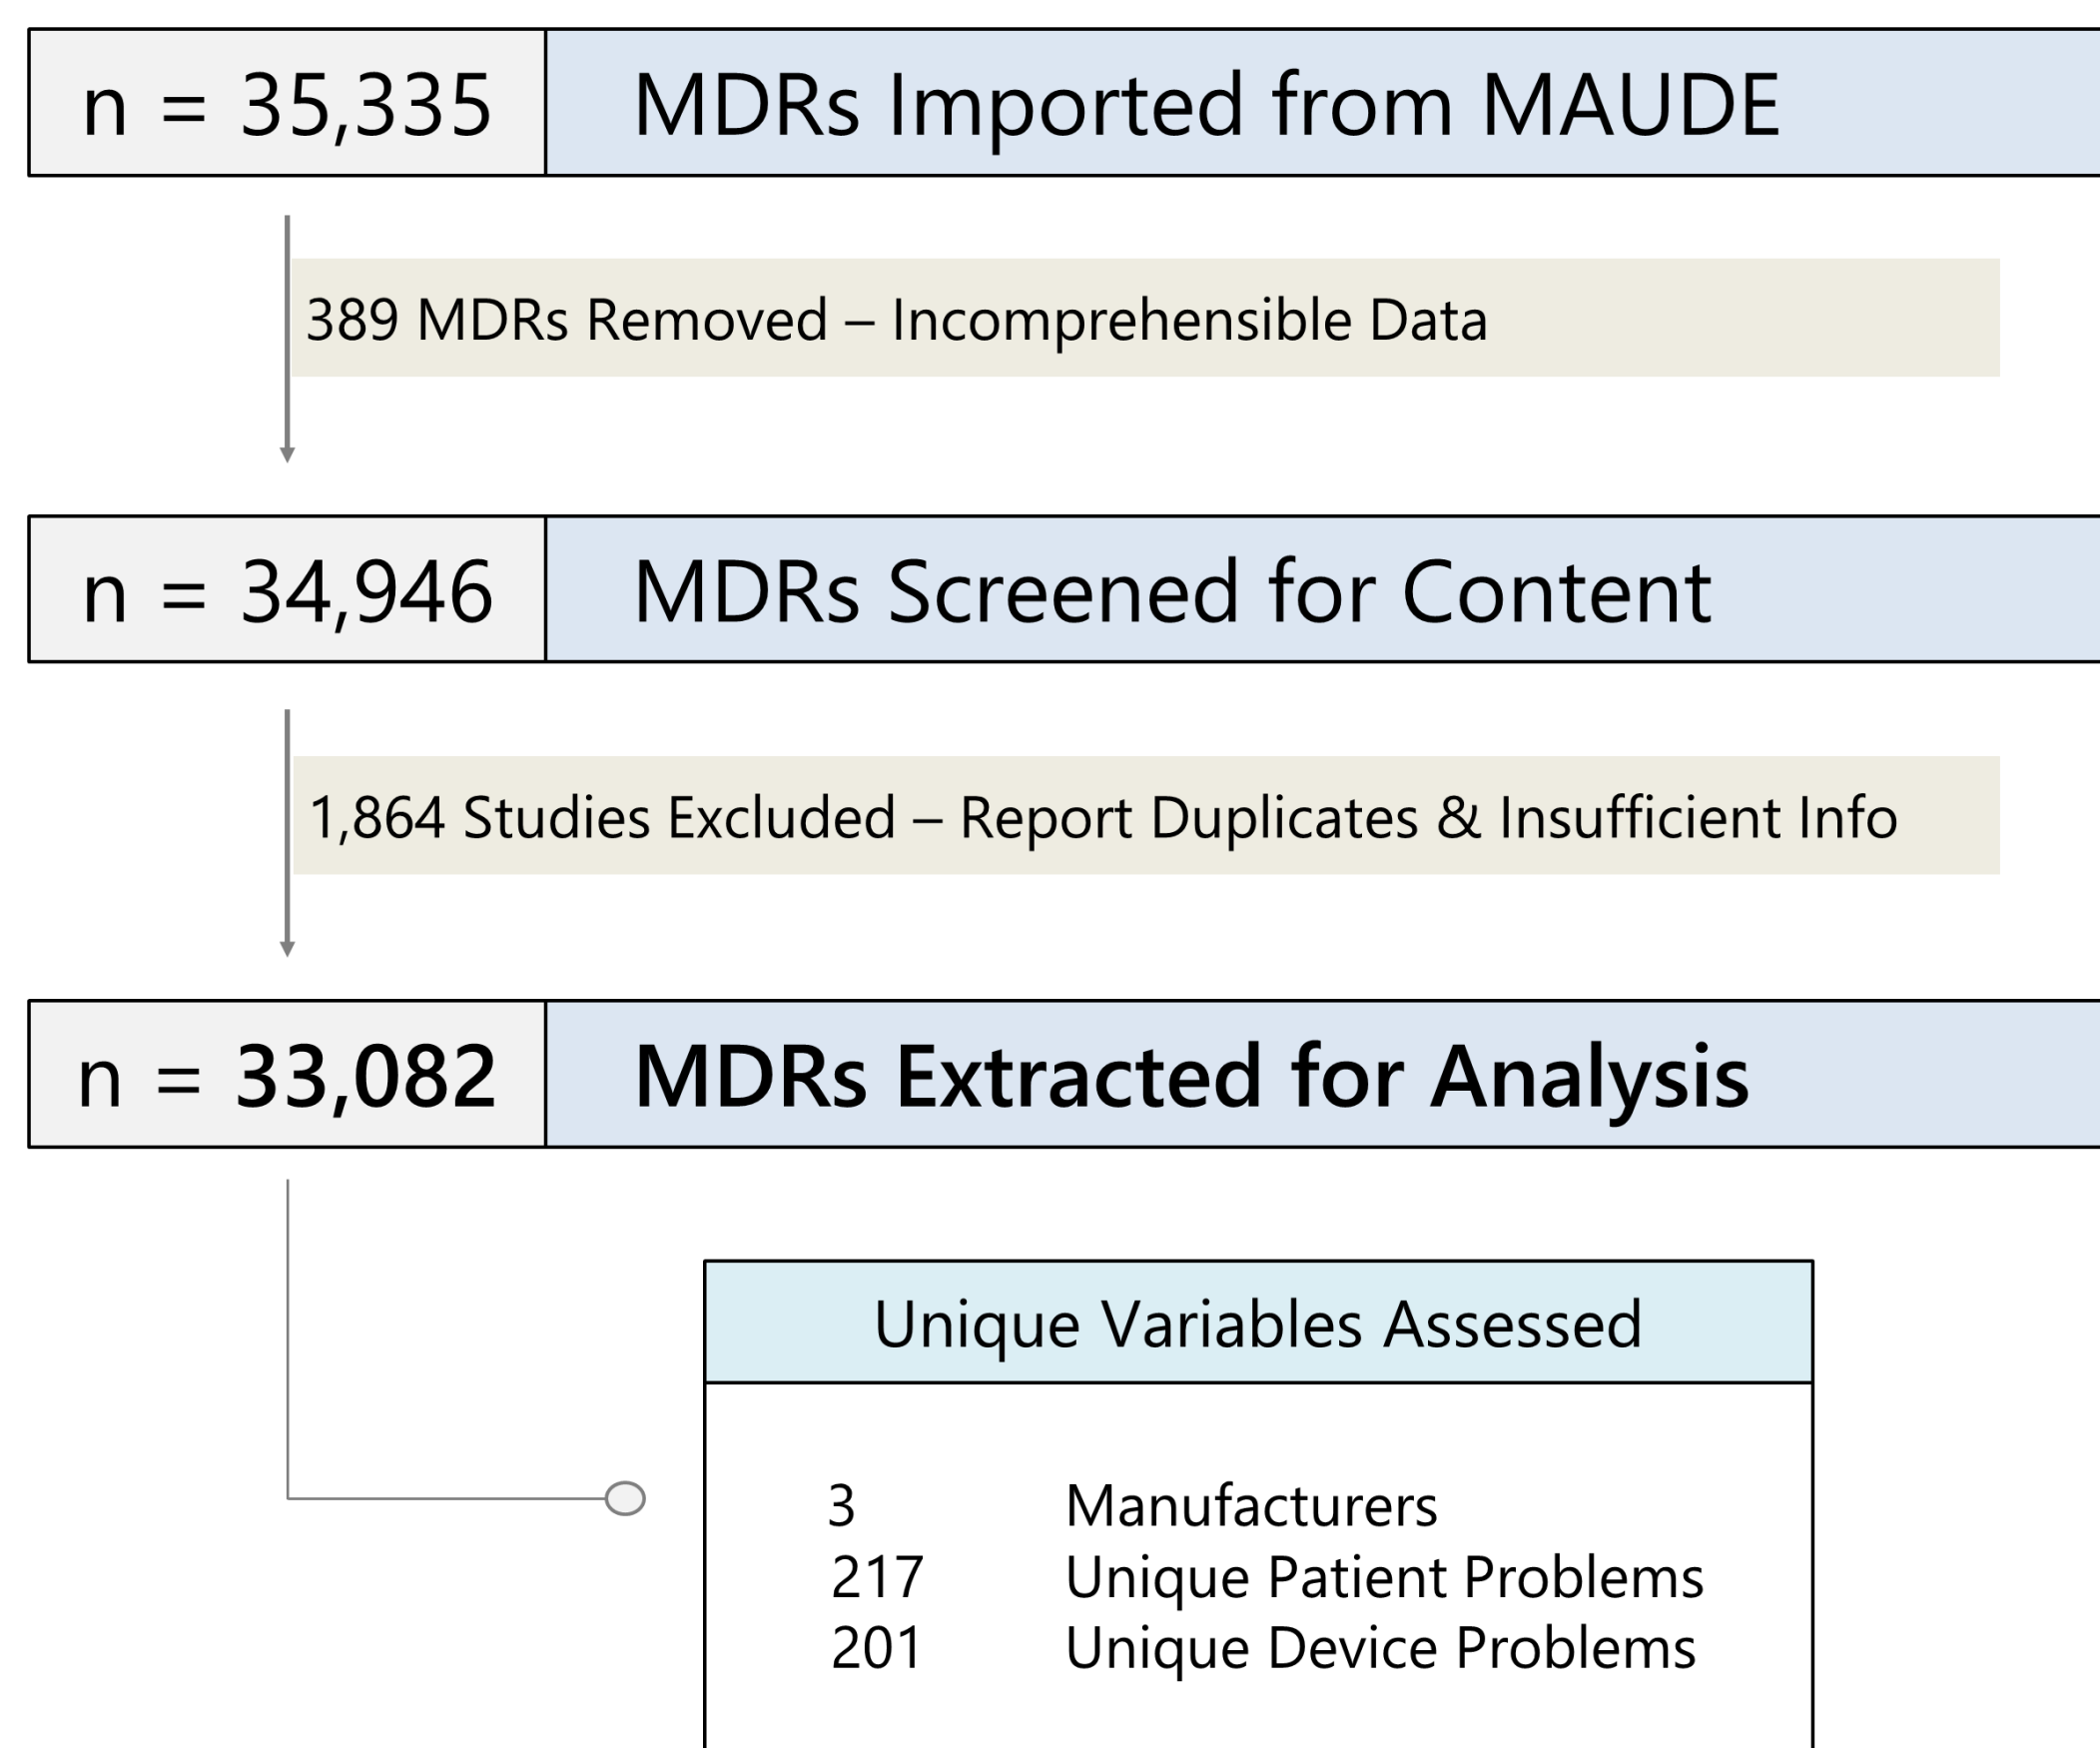 n = 35,335 MDRs Imported from MAUDE
389 MDRs Removed – Incomprehensible Data
n = 34,946 MDRs Screened for Content
1,864 Studies Excluded – Report Duplicates & Insufficient Info
n = 33,082 MDRs Extracted for Analysis
Unique Variables Assessed
3 Manufacturers
217 Unique Patient Problems
201 Unique Device Problems